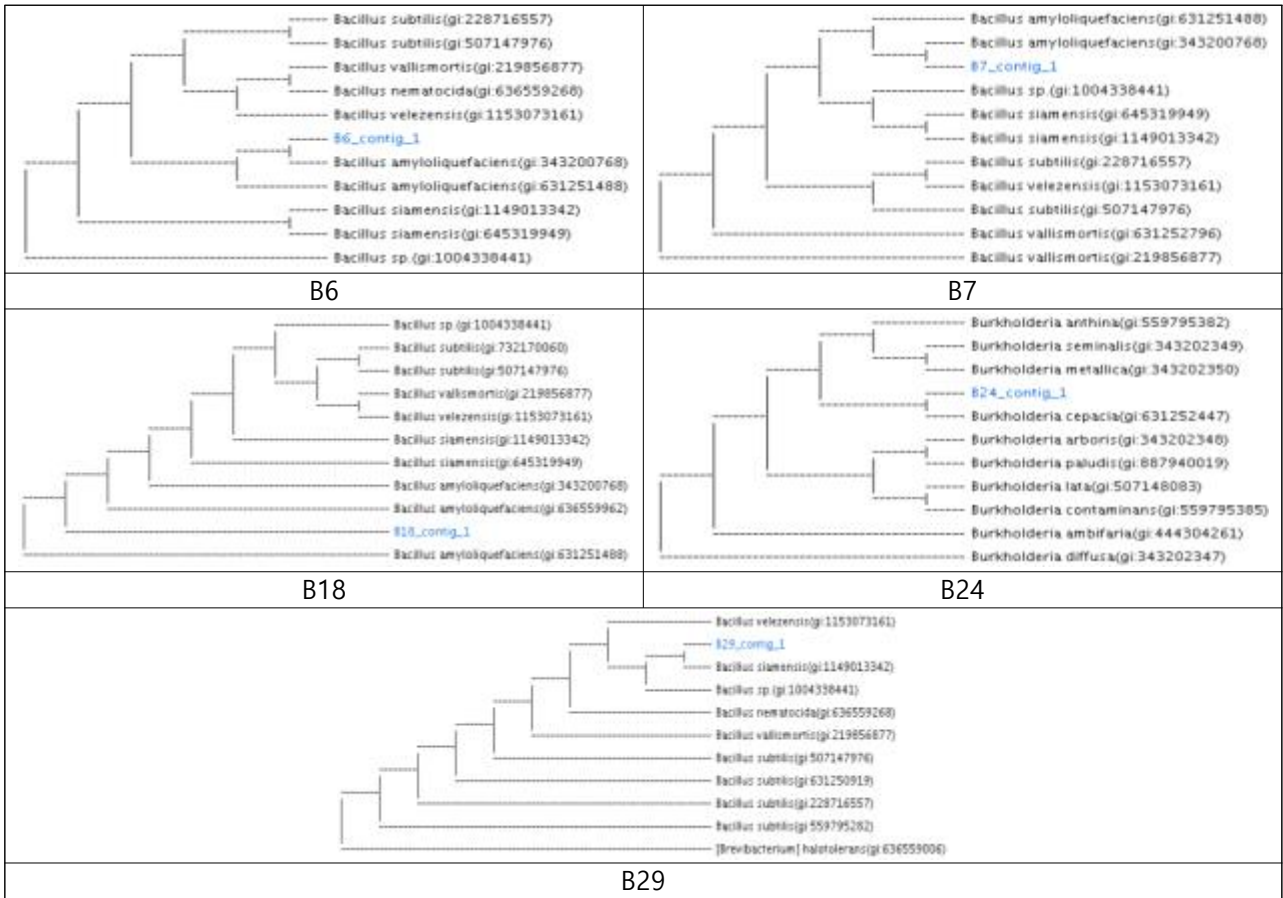 Bacillus subtilis(gi:228716557)
Bacillus subtilis(gi:507147976)
Bacillus vallismortis(gi:219856877)
Bacillus nematocida(gi:636559268)
Bacillus velezensis(gi:1153073161)
B6_contig_1
Bacillus amyloliquefaciens(gi:343200768)
Bacillus amyloliquefaciens(gi:631251488)
Bacillus siamensis(gi:1149013342)
Bacillus siamensis(gi:645319949)
Bacillus sp.(gi:1004338441)
B6
Bacillus amyloliquefaciens(gi:631251488)
Bacillus amyloliquefaciens(gi:343200768)
B7_contig_1
Bacillus sp.(gi:1004338441)
Bacillus siamensis(gi:645319949)
Bacillus siamensis(gi:1149013342)
Bacillus subtilis(gi:228716557)
Bacillus velezensis(gi:1153073161)
Bacillus subtilis(gi:507147976)
Bacillus vallismortis(gi:631252796)
Bacillus vallismortis(gi:219856877)
B7
Bacillus sp.(gi:1004338441)
Bacillus subtilis(gi:732170060)
Bacillus subtilis(gi:507147976)
Bacillus vallismortis(gi:219856877)
Bacillus velezensis(gi:1153073161)
Bacillus siamensis(gi:1149013342)
Bacillus siamensis(gi:645319949)
Bacillus amyloliquefaciens(gi:343200768)
Bacillus amyloliquefaciens(gi:636559962)
B18_contig_1
Bacillus amyloliquefaciens(gi:631251488)
B18
Burkholderia anthina(gi:559795382)
Burkholderia seminalis(gi:343202349)
Burkholderia metallica(gi:343202350)
B24_contig_1
Burkholderia cepacia(gi:631252447)
Burkholderia arboris(gi:343202348)
Burkholderia paludis(gi:887940019)
Burkholderia lata(gi:507148083)
Burkholderia contaminans(gi:559795385)
Burkholderia ambifaria(gi:444304261)
Burkholderia diffusa(gi:343202347)
B24
Bacillus velezensis(gi:1153073161)
B29_contig_1
Bacillus siamensis(gi:1149013342)
Bacillus sp.(gi:1004338441)
Bacillus nematocida(gi:636559268)
Bacillus vallismortis(gi:219856877)
Bacillus subtilis(gi:507147976)
Bacillus subtilis(gi:631250919)
Bacillus subtilis(gi:228716557)
Bacillus subtilis(gi:559795282)
[Brevibacterium] halotolerans(gi:636559006)
B29